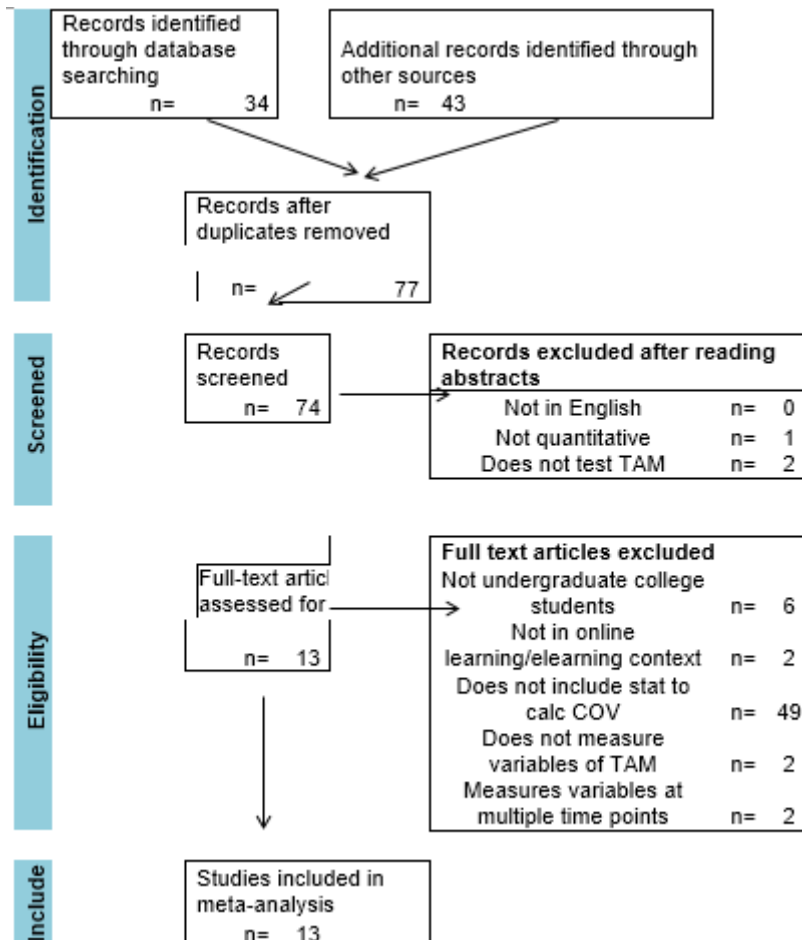 Identification
Records identified
through database
searching
n= 34
Additional records identified through
other sources
n= 43
Records after
duplicates removed
n= 77
Screened
Records
screened
n= 74
Records excluded after reading
abstracts
Not in English n= 0
Not quantitative n= 1
Does not test TAM n= 2
Eligibility
Full-text artic
assessed for
n= 13
Full text articles excluded
Not undergraduate college
students n= 6
Not in online
learning/elearning context n= 2
Does not include stat to
calc COV n= 49
Does not measure
variables of TAM n= 2
Measures variables at
multiple time points n= 2
Include
Studies included in
meta-analysis
n= 13